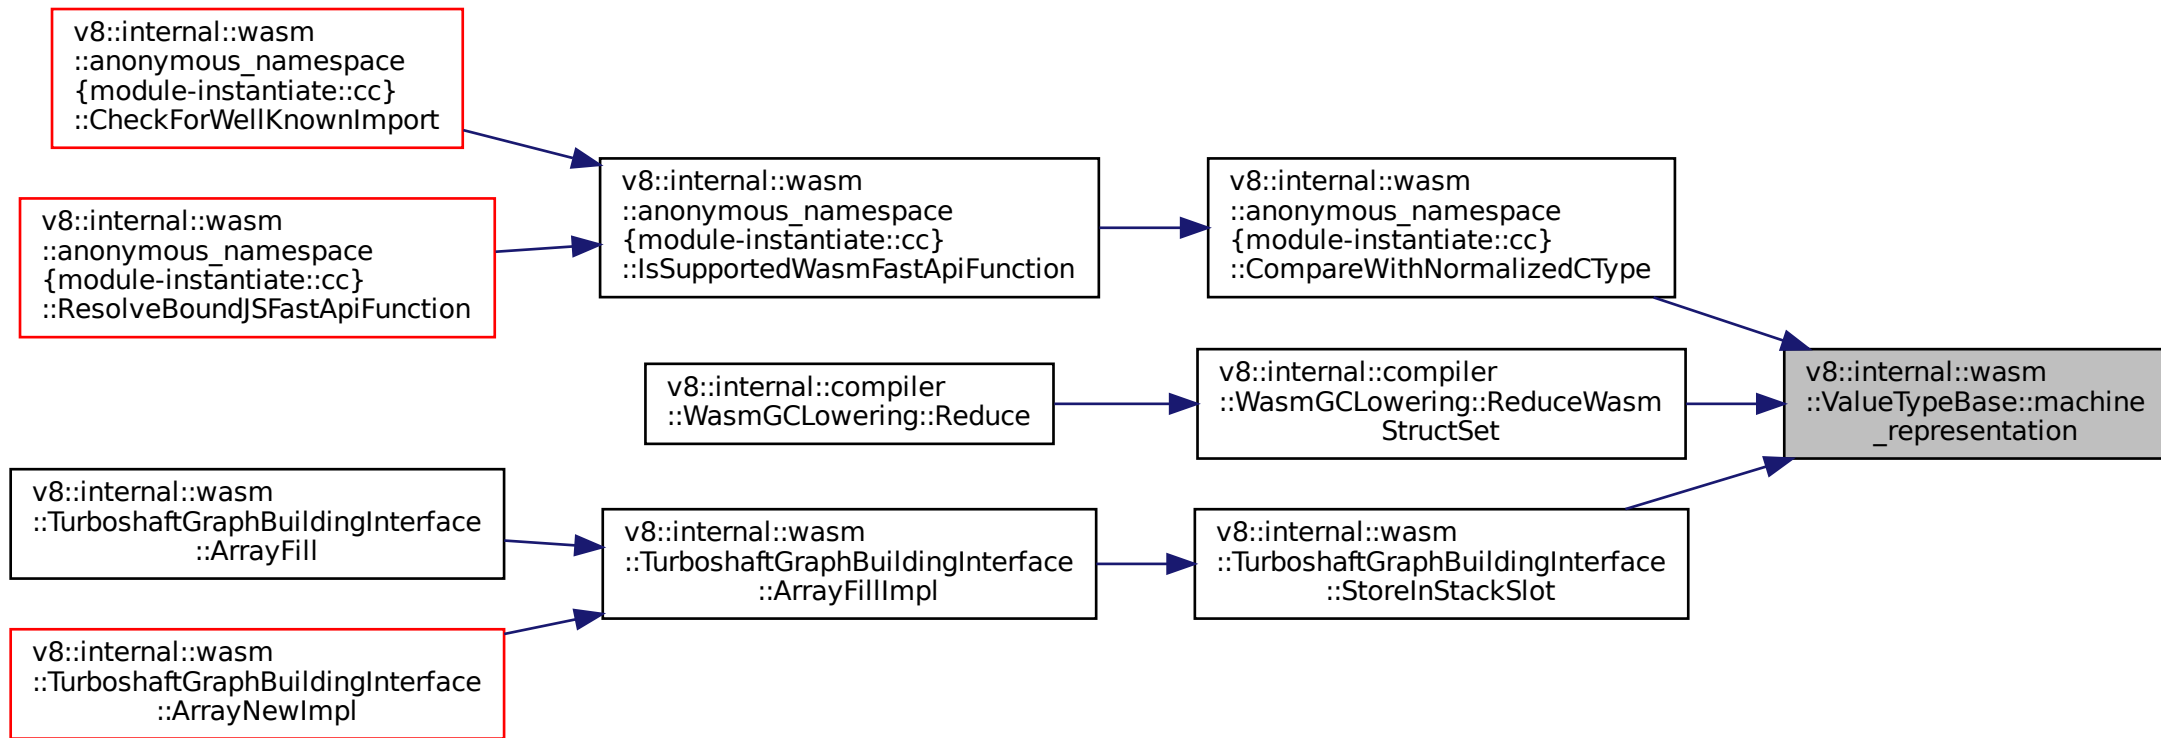 v8::internal::wasm
::anonymous_namespace
{module-instantiate::cc}
::CheckForWellKnownImport
v8::internal::wasm
::anonymous_namespace
{module-instantiate::cc}
::ResolveBoundJSFastApiFunction
v8::internal::wasm
::anonymous_namespace
{module-instantiate::cc}
::IsSupportedWasmFastApiFunction
v8::internal::wasm
::anonymous_namespace
{module-instantiate::cc}
::CompareWithNormalizedCType
v8::internal::compiler
::WasmGCLowering::Reduce
v8::internal::compiler
::WasmGCLowering::ReduceWasm
StructSet
v8::internal::wasm
::ValueTypeBase::machine
_representation
v8::internal::wasm
::TurboshaftGraphBuildingInterface
::ArrayFill
v8::internal::wasm
::TurboshaftGraphBuildingInterface
::ArrayFillImpl
v8::internal::wasm
::TurboshaftGraphBuildingInterface
::StoreInStackSlot
v8::internal::wasm
::TurboshaftGraphBuildingInterface
::ArrayNewImpl